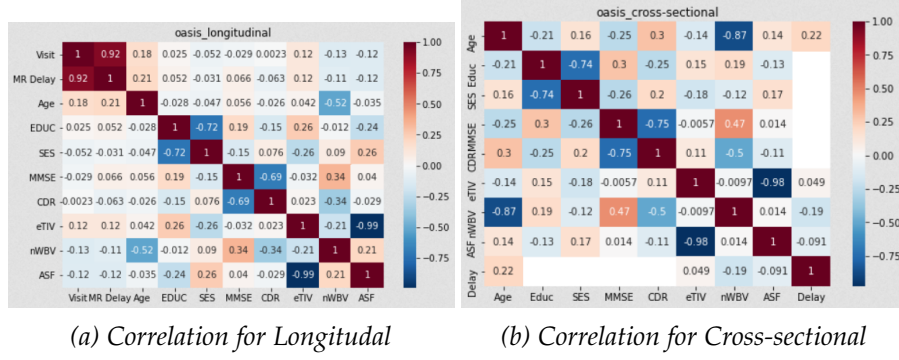 oasis_longitudinal
Visit 1 0.92 0.18 0.025 -0.052 -0.029 0.0023 0.12 -0.13 -0.12
MR Delay 0.92 1 0.21 0.052 -0.031 0.066 -0.063 0.12 -0.11 -0.12
Age 0.18 0.21 1 -0.028 -0.047 0.056 -0.026 0.042 -0.52 -0.035
EDUC 0.025 0.052 -0.028 1 -0.72 0.19 -0.15 0.26 -0.012 -0.24
SES -0.052 -0.031 -0.047 -0.72 1 -0.15 0.076 -0.26 0.09 0.26
MMSE -0.029 0.066 0.056 0.19 -0.15 1 -0.69 -0.032 0.34 0.04
CDR -0.0023 -0.063 -0.026 -0.15 0.076 -0.69 1 0.023 -0.34 -0.029
eTIV 0.12 0.12 0.042 0.26 -0.26 -0.032 0.023 1 -0.21 -0.99
nWBV -0.13 -0.11 -0.52 -0.012 0.09 0.34 -0.34 -0.21 1 0.21
ASF -0.12 -0.12 -0.035 -0.24 0.26 0.04 -0.029 -0.99 0.21 1
Visit MR Delay Age EDUC SES MMSE CDR eTIV nWBV ASF
1.00
0.75
0.50
0.25
0.00
-0.25
-0.50
-0.75
(a) Correlation for Longitudal
oasis_cross-sectional
Age 1 -0.21 0.16 -0.25 0.3 -0.14 -0.87 0.14 0.22
Educ -0.21 1 -0.74 0.3 -0.25 0.15 0.19 -0.13
SES 0.16 -0.74 1 -0.26 0.2 -0.18 -0.12 0.17
MMSE -0.25 0.3 -0.26 1 -0.75 -0.0057 0.47 0.014
CDR 0.3 -0.25 0.2 -0.75 1 0.11 -0.5 -0.11
eTIV -0.14 0.15 -0.18 -0.0057 0.11 1 -0.0097 -0.98 0.049
nWBV -0.87 0.19 -0.12 0.47 -0.5 -0.0097 1 0.014 -0.19
ASF 0.14 -0.13 0.17 0.014 -0.11 -0.98 0.014 1 -0.091
Delay 0.22 0.049 -0.19 -0.091 1
Age Educ SES MMSE CDR eTIV nWBV ASF Delay
1.00
0.75
0.50
0.25
0.00
-0.25
-0.50
-0.75
(b) Correlation for Cross-sectional